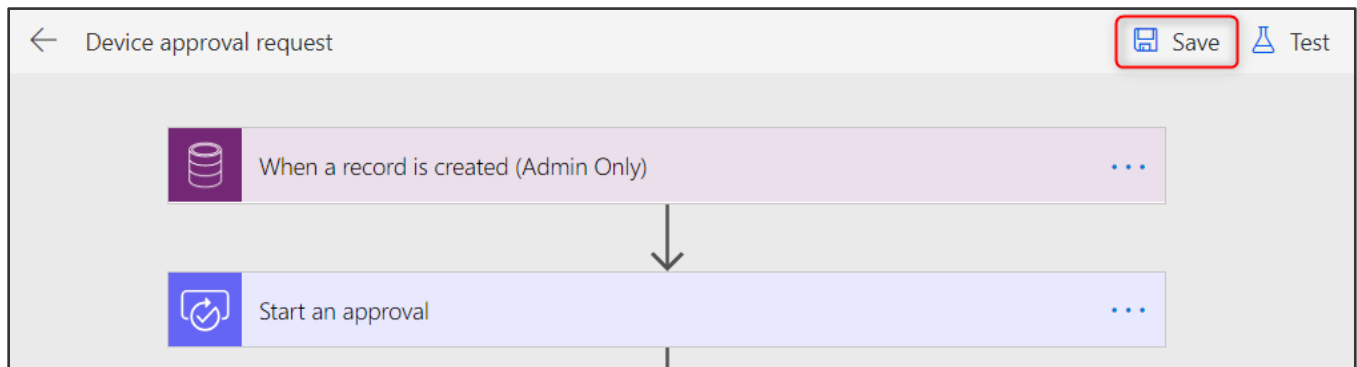 Device approval request
Save
Test
When a record is created (Admin Only)
Start an approval